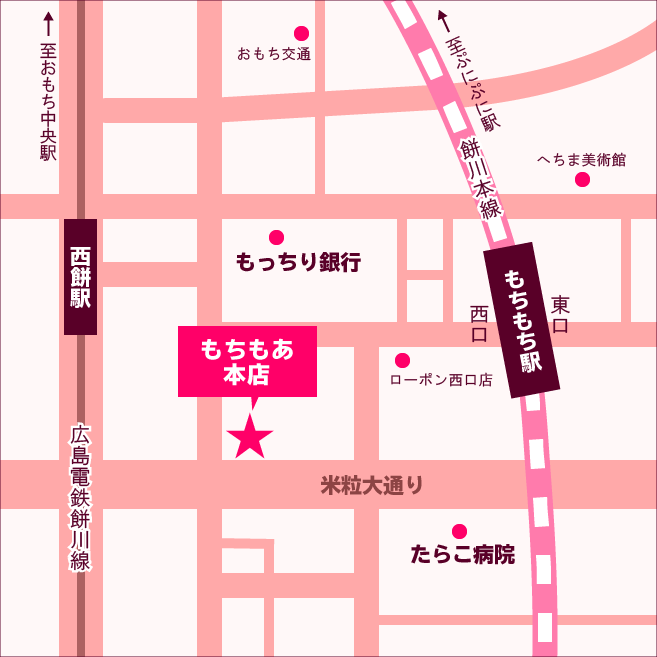 至おもち中央駅
おもち交通
至ぷにぷに駅
餅川本線
へちま美術館
西餅駅
もっちり銀行
もちもち駅
西口
東口
もちもあ
本店
ローポン西口店
広島電鉄餅川線
米粒大通り
たらこ病院